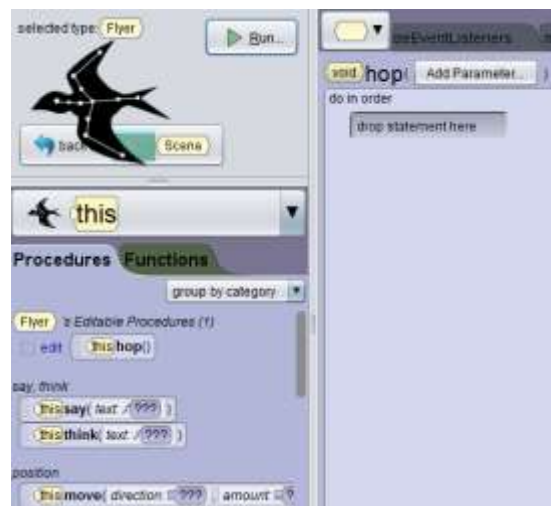 selected type: Flyer
Run...
back
Scene
this
Procedures Functions
group by category
Flyer 's Editable Procedures (1)
edit this hop()
say, think
this say( text: ??? )
this think( text: ??? )
position
this move( direction: ??? , amount: ?
EventListeners
void hop( Add Parameter... )
do in order
drop statement here